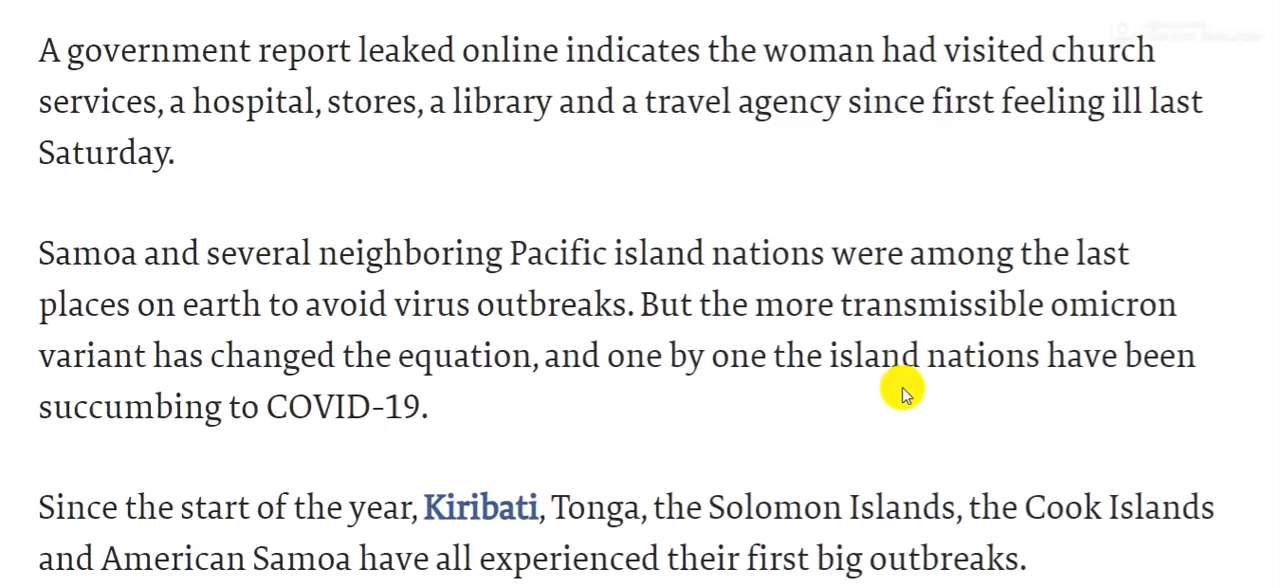 A government report leaked online indicates the woman had visited church
services, a hospital, stores, a library and a travel agency since first feeling ill last
Saturday.
Samoa and several neighboring Pacific island nations were among the last
places on earth to avoid virus outbreaks. But the more transmissible omicron
variant has changed the equation, and one by one the island nations have been
succumbing to COVID-19.
Since the start of the year, Kiribati, Tonga, the Solomon Islands, the Cook Islands
and American Samoa have all experienced their first big outbreaks.